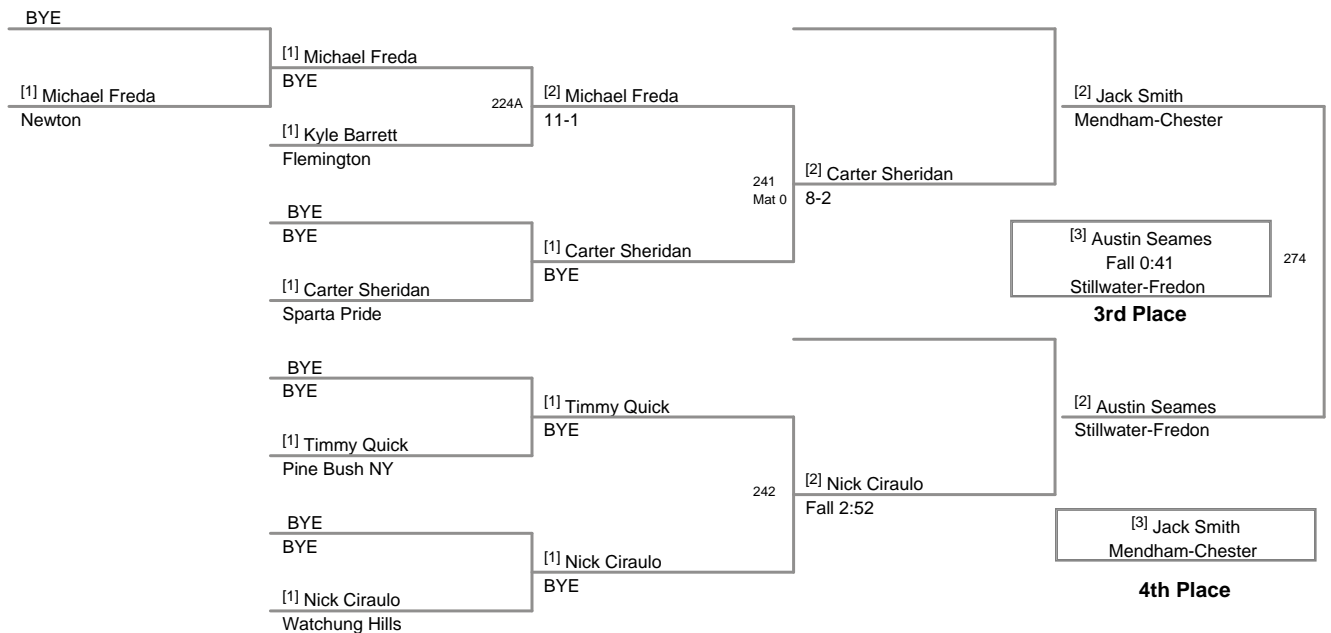 BYE
[1] Michael Freda
Newton
[1] Michael Freda
BYE
224A
[1] Kyle Barrett
Flemington
[2] Michael Freda
11-1
BYE
BYE
[1] Carter Sheridan
Sparta Pride
[1] Carter Sheridan
BYE
241
Mat 0
[2] Carter Sheridan
8-2
[2] Jack Smith
Mendham-Chester
[3] Austin Seames
Fall 0:41
Stillwater-Fredon
3rd Place
274
BYE
BYE
[1] Timmy Quick
Pine Bush NY
[1] Timmy Quick
BYE
242
[2] Nick Ciraulo
Fall 2:52
[2] Austin Seames
Stillwater-Fredon
BYE
BYE
[1] Nick Ciraulo
Watchung Hills
[1] Nick Ciraulo
BYE
[3] Jack Smith
Mendham-Chester
4th Place